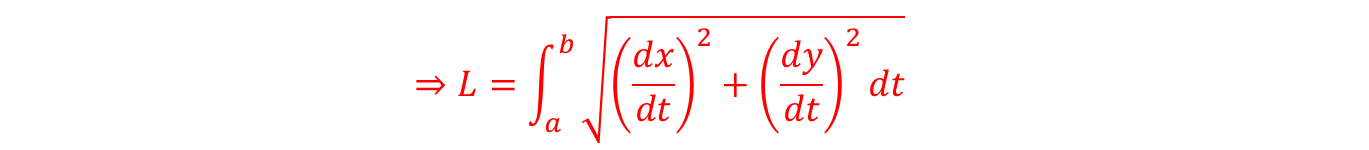 ⇒ L = ∫_a^b √((dx/dt)^2 + (dy/dt)^2 dt)